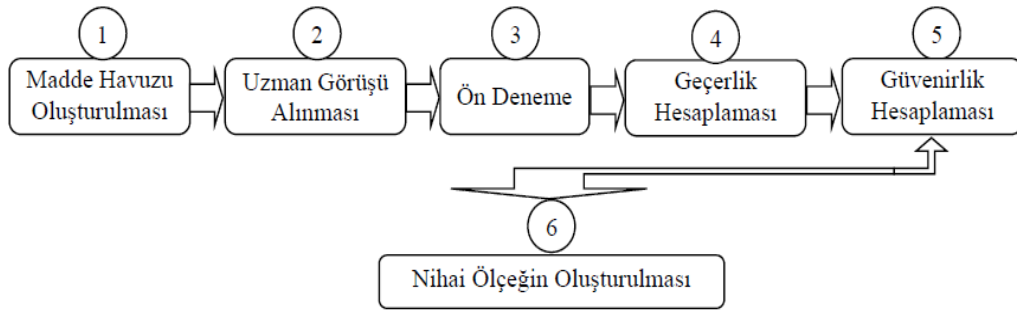 1
Madde Havuzu
Oluşturulması
2
Uzman Görüşü
Alınması
3
Ön Deneme
4
Geçerlik
Hesaplaması
5
Güvenirlik
Hesaplaması
6
Nihai Ölçeğin Oluşturulması